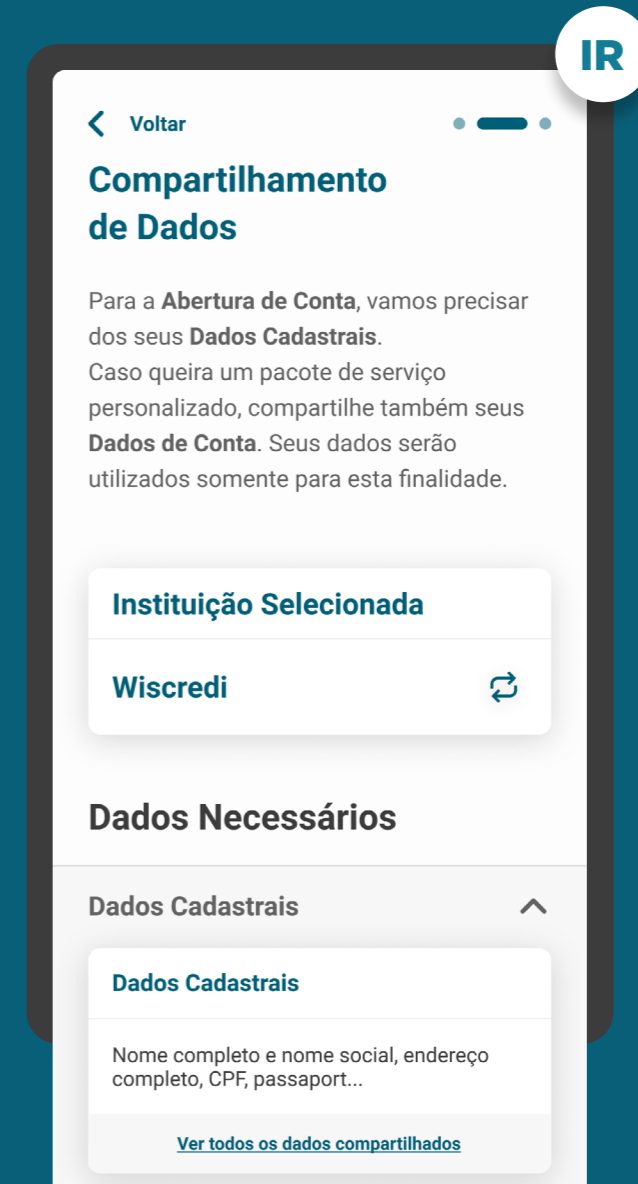 IR
Voltar
Compartilhamento
de Dados
Para a Abertura de Conta, vamos precisar
dos seus Dados Cadastrais.
Caso queira um pacote de serviço
personalizado, compartilhe também seus
Dados de Conta. Seus dados serão
utilizados somente para esta finalidade.
Instituição Selecionada
Wiscredi
Dados Necessários
Dados Cadastrais
Dados Cadastrais
Nome completo e nome social, endereço
completo, CPF, passaport...
Ver todos os dados compartilhados